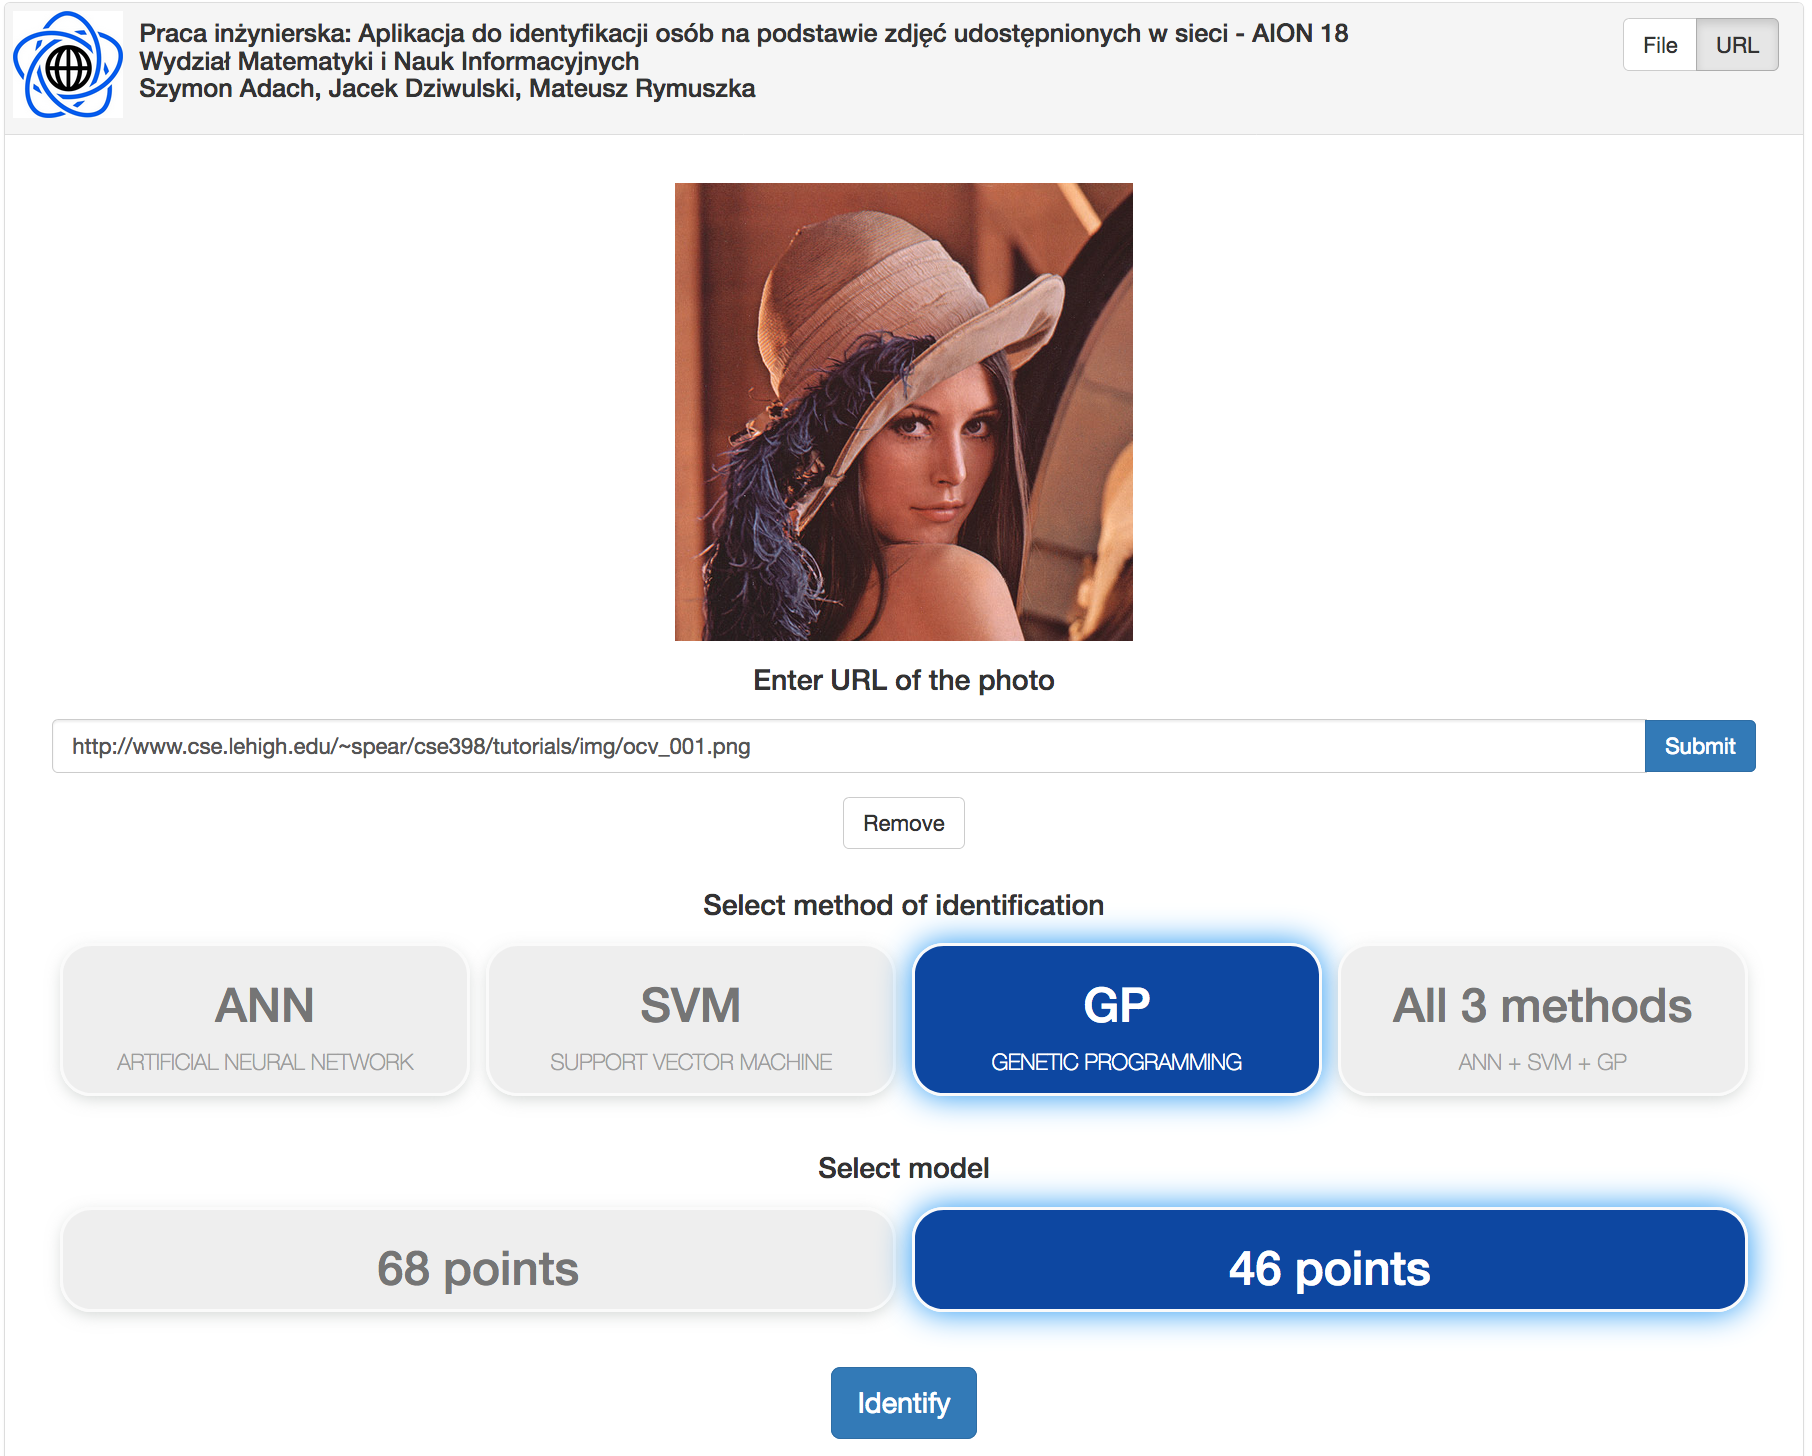 Praca inżynierska: Aplikacja do identyfikacji osób na podstawie zdjęć udostępnionych w sieci - AION 18
Wydział Matematyki i Nauk Informacyjnych
Szymon Adach, Jacek Dziwulski, Mateusz Rymuszka
File URL
Enter URL of the photo
http://www.cse.lehigh.edu/~spear/cse398/tutorials/img/ocv_001.png Submit
Remove
Select method of identification
ANN SVM GP All 3 methods
ARTIFICIAL NEURAL NETWORK SUPPORT VECTOR MACHINE GENETIC PROGRAMMING ANN + SVM + GP
Select model
68 points 46 points
Identify